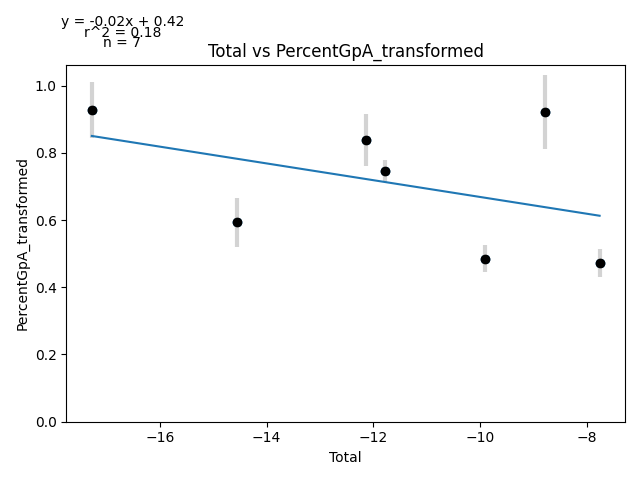 y = -0.02x + 0.42
r^2 = 0.18
n = 7
Total vs PercentGpA_transformed
PercentGpA_transformed
1.0
0.8
0.6
0.4
0.2
0.0
−16 −14 −12 −10 −8
Total